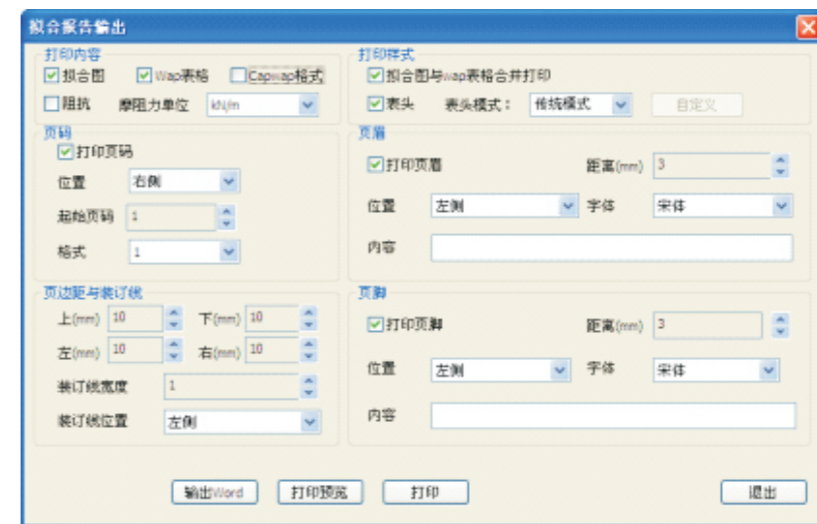 拟合报告输出
打印内容
拟合图 Wap表格 Capwap格式
阻抗 摩阻力单位 kN/m
打印样式
拟合图与wap表格合并打印
表头 表头模式: 传统模式 自定义
页码
打印页码
位置 右侧
起始页码 1
格式 1
页眉
打印页眉 距离(mm) 3
位置 左侧 字体 宋体
内容
页边距与装订线
上(mm) 10 下(mm) 10
左(mm) 10 右(mm) 10
装订线宽度 1
装订线位置 左侧
页脚
打印页脚 距离(mm) 3
位置 左侧 字体 宋体
内容
输出Word 打印预览 打印 退出